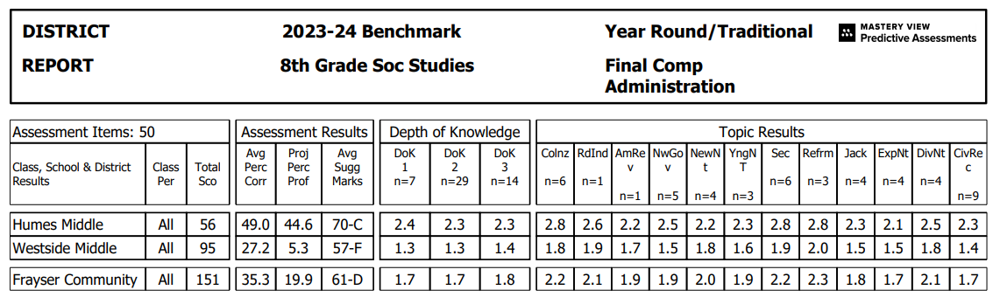 DISTRICT 2023-24 Benchmark Year Round/Traditional MASTERY VIEW
Predictive Assessments
REPORT 8th Grade Soc Studies Final Comp
Administration
Assessment Items: 50 Assessment Results Depth of Knowledge Topic Results
Class, School & District Results Class Per Total Sco Avg Perc Corr Proj Perc Prof Avg Sugg Marks DoK 1 n=7 DoK 2 n=29 DoK 3 n=14 Colnz n=6 RdInd n=1 AmRe v n=1 NwGo v n=5 NewN t n=4 YngN T n=3 Sec n=6 Refrm n=3 Jack n=4 ExpNt n=4 DivNt n=4 CivRe c n=9
Humes Middle All 56 49.0 44.6 70-C 2.4 2.3 2.3 2.8 2.6 2.2 2.5 2.2 2.3 2.8 2.8 2.3 2.1 2.5 2.3
Westside Middle All 95 27.2 5.3 57-F 1.3 1.3 1.4 1.8 1.9 1.7 1.5 1.8 1.6 1.9 2.0 1.5 1.5 1.8 1.4
Frayser Community All 151 35.3 19.9 61-D 1.7 1.7 1.8 2.2 2.1 1.9 1.9 2.0 1.9 2.2 2.3 1.8 1.7 2.1 1.7